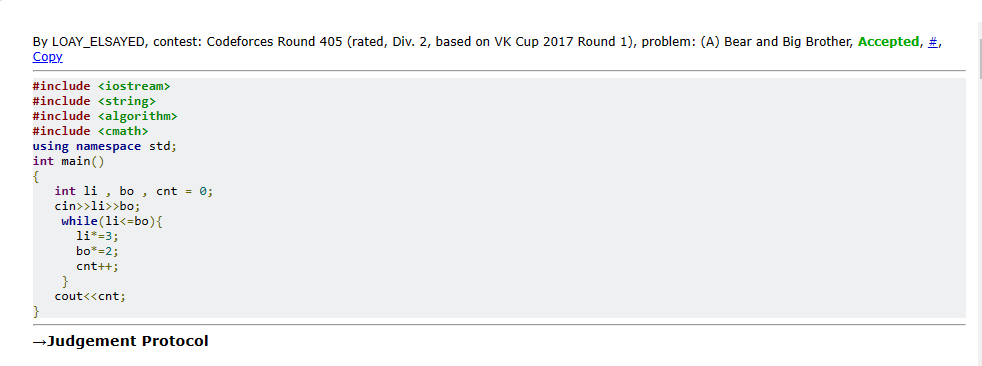 By LOAY_ELSAYED, contest: Codeforces Round 405 (rated, Div. 2, based on VK Cup 2017 Round 1), problem: (A) Bear and Big Brother, Accepted, #,
Copy
#include <iostream>
#include <string>
#include <algorithm>
#include <cmath>
using namespace std;
int main()
{
   int li , bo , cnt = 0;
   cin>>li>>bo;
    while(li<=bo){
      li*=3;
      bo*=2;
      cnt++;
    }
   cout<<cnt;
}
→Judgement Protocol